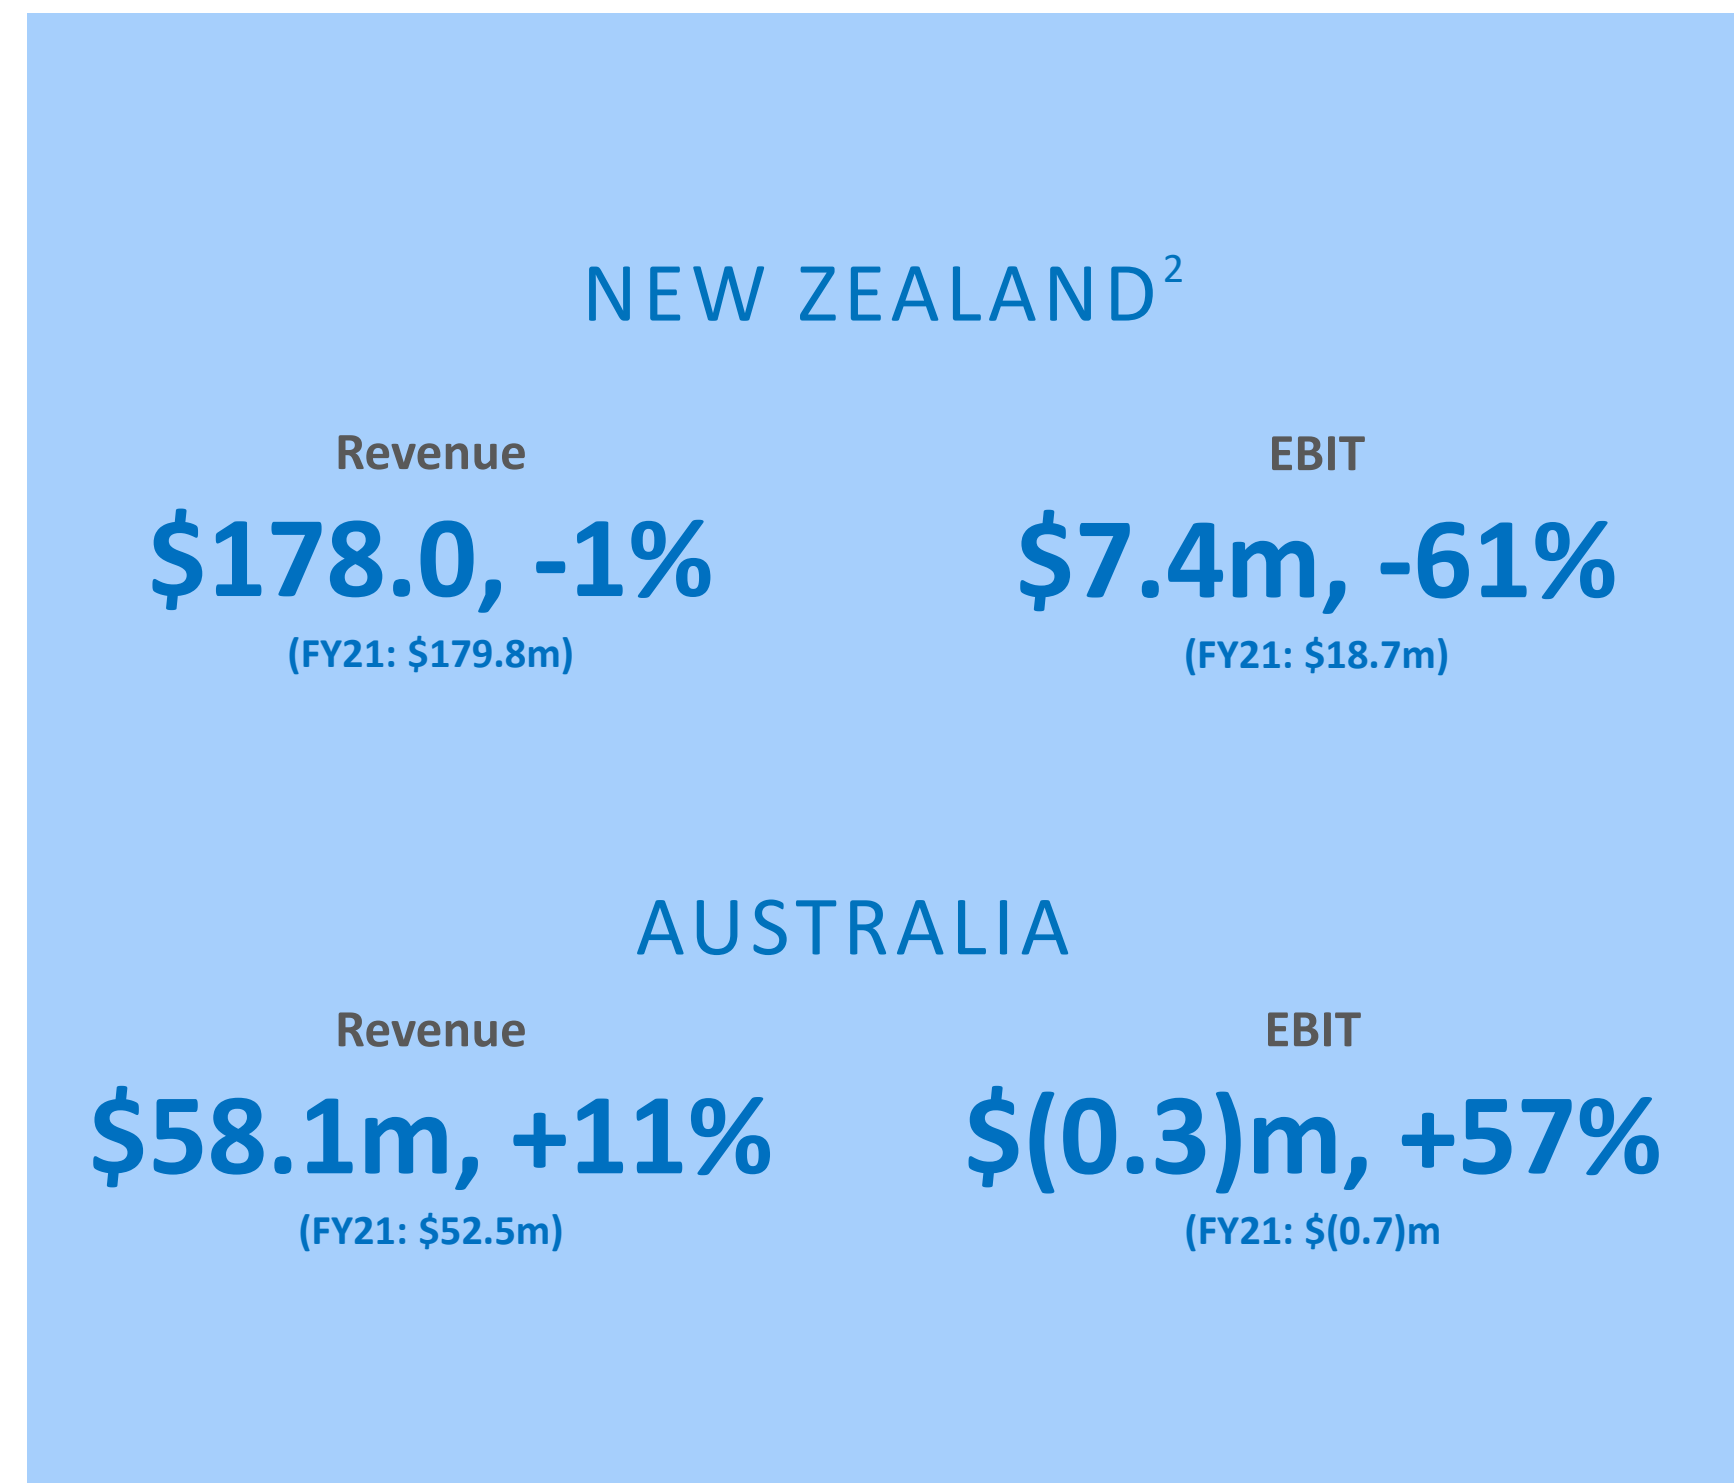 NEW ZEALAND²
Revenue
EBIT
$178.0, -1%
$7.4m, -61%
(FY21: $179.8m)
(FY21: $18.7m)
AUSTRALIA
Revenue
EBIT
$58.1m, +11%
$(0.3)m, +57%
(FY21: $52.5m)
(FY21: $(0.7)m